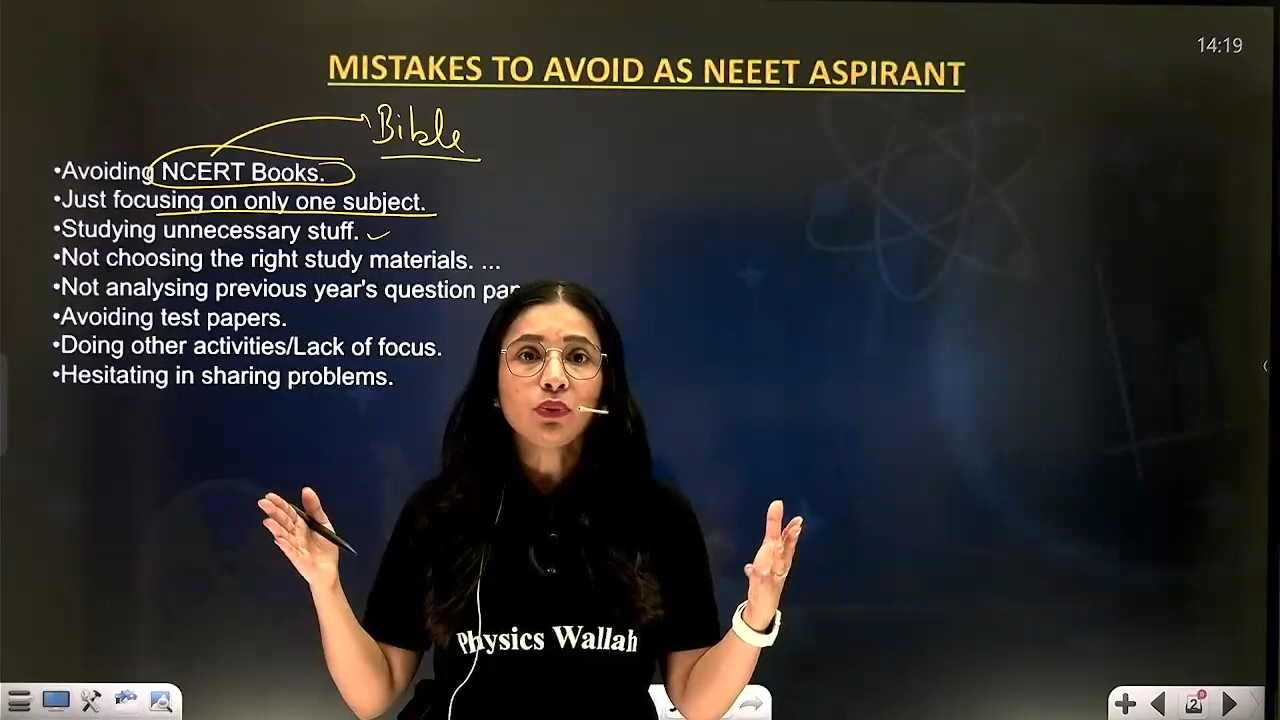 14:19
MISTAKES TO AVOID AS NEEET ASPIRANT
Bible
•Avoiding NCERT Books.
•Just focusing on only one subject.
•Studying unnecessary stuff.
•Not choosing the right study materials. ...
•Not analysing previous year's question
•Avoiding test papers.
•Doing other activities/Lack of focus.
•Hesitating in sharing problems.
Physics Wallah
2